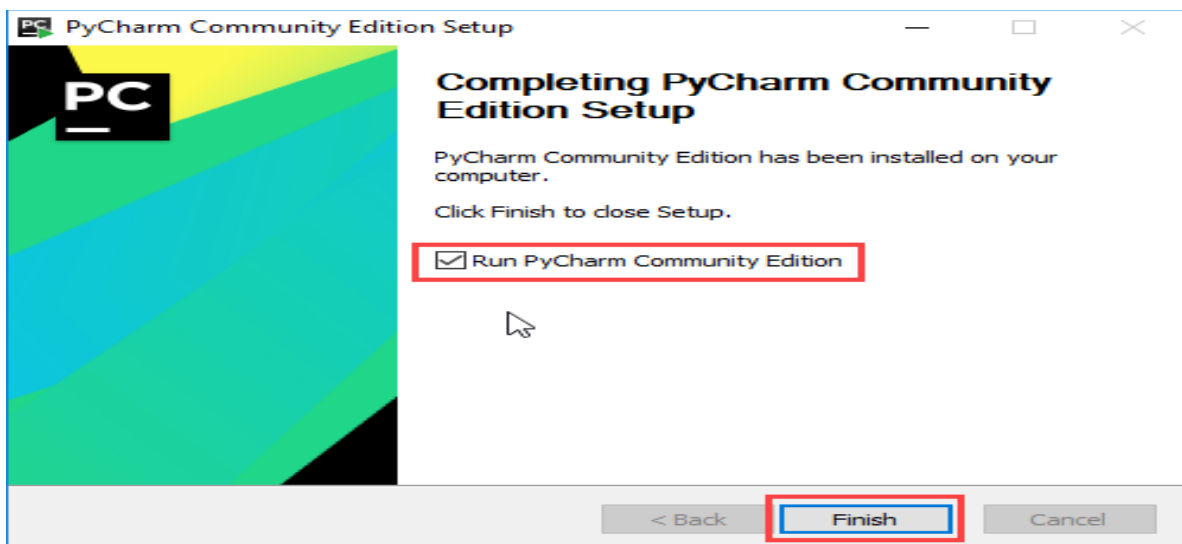 PyCharm Community Edition Setup
PC
Completing PyCharm Community
Edition Setup
PyCharm Community Edition has been installed on your
computer.
Click Finish to close Setup.
Run PyCharm Community Edition
< Back
Finish
Cancel